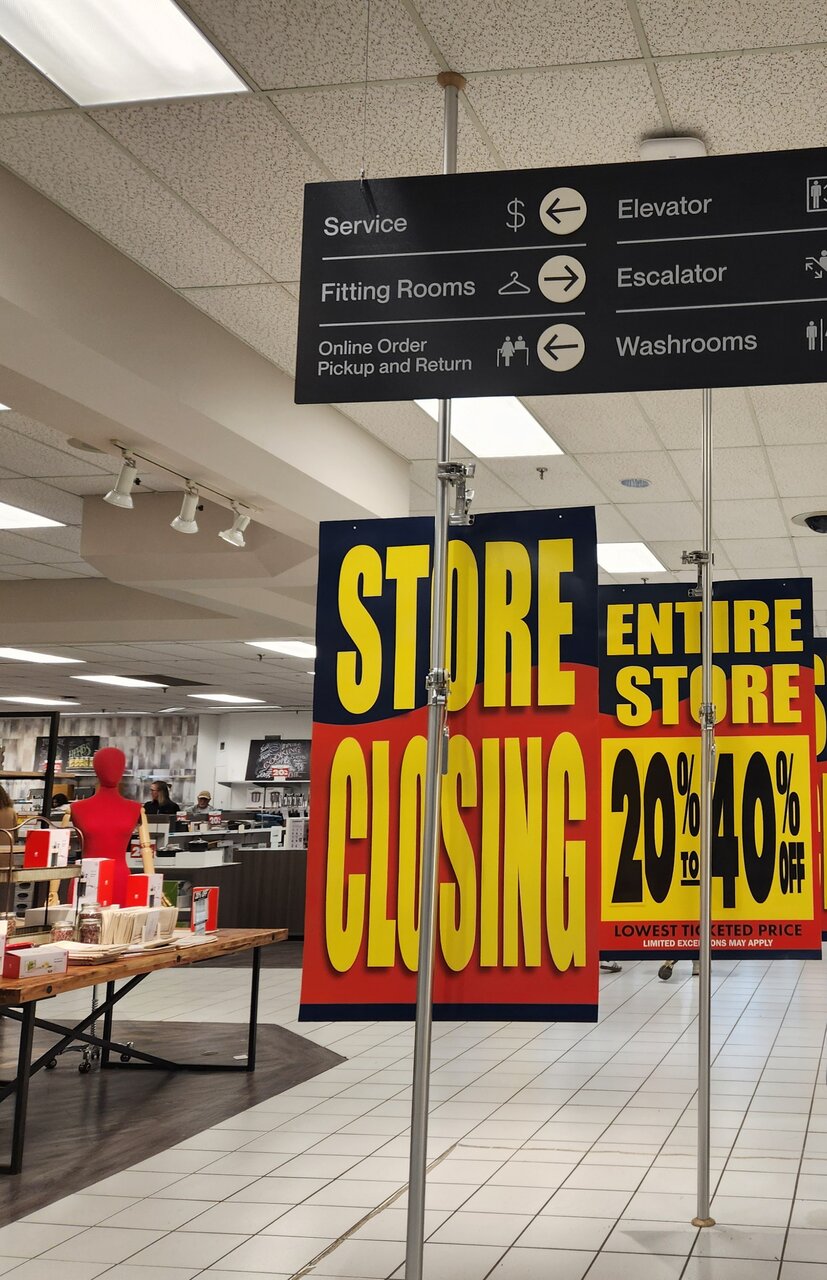 Service $
Fitting Rooms
Online Order
Pickup and Return
Elevator
Escalator
Washrooms
STORE
CLOSING
ENTIRE
STORE
20% TO 40% OFF
LOWEST TICKETED PRICE
LIMITED EXCEPTIONS MAY APPLY